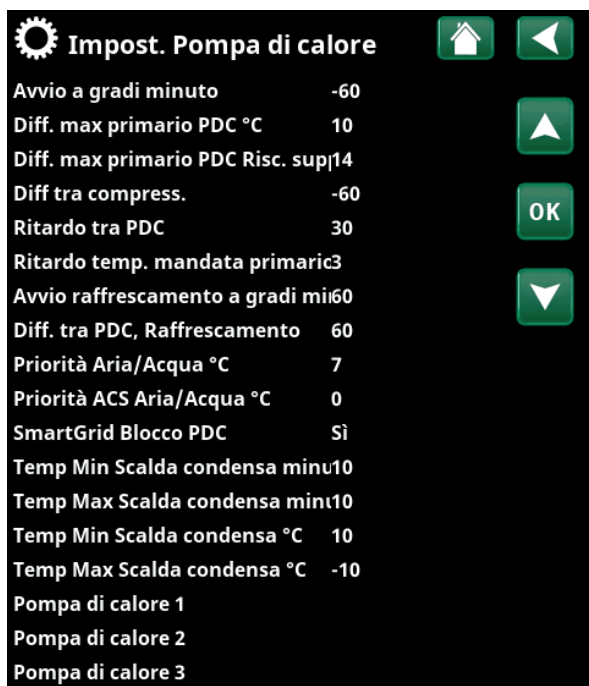 Impost. Pompa di calore
Avvio a gradi minuto -60
Diff. max primario PDC °C 10
Diff. max primario PDC Risc. sup 14
Diff tra compress. -60
OK
Ritardo tra PDC 30
Ritardo temp. mandata primario 3
Avvio raffrescamento a gradi mi 60
Diff. tra PDC, Raffrescamento 60
Priorità Aria/Acqua °C 7
Priorità ACS Aria/Acqua °C 0
SmartGrid Blocco PDC Sì
Temp Min Scalda condensa minu 10
Temp Max Scalda condensa minu 10
Temp Min Scalda condensa °C 10
Temp Max Scalda condensa °C -10
Pompa di calore 1
Pompa di calore 2
Pompa di calore 3